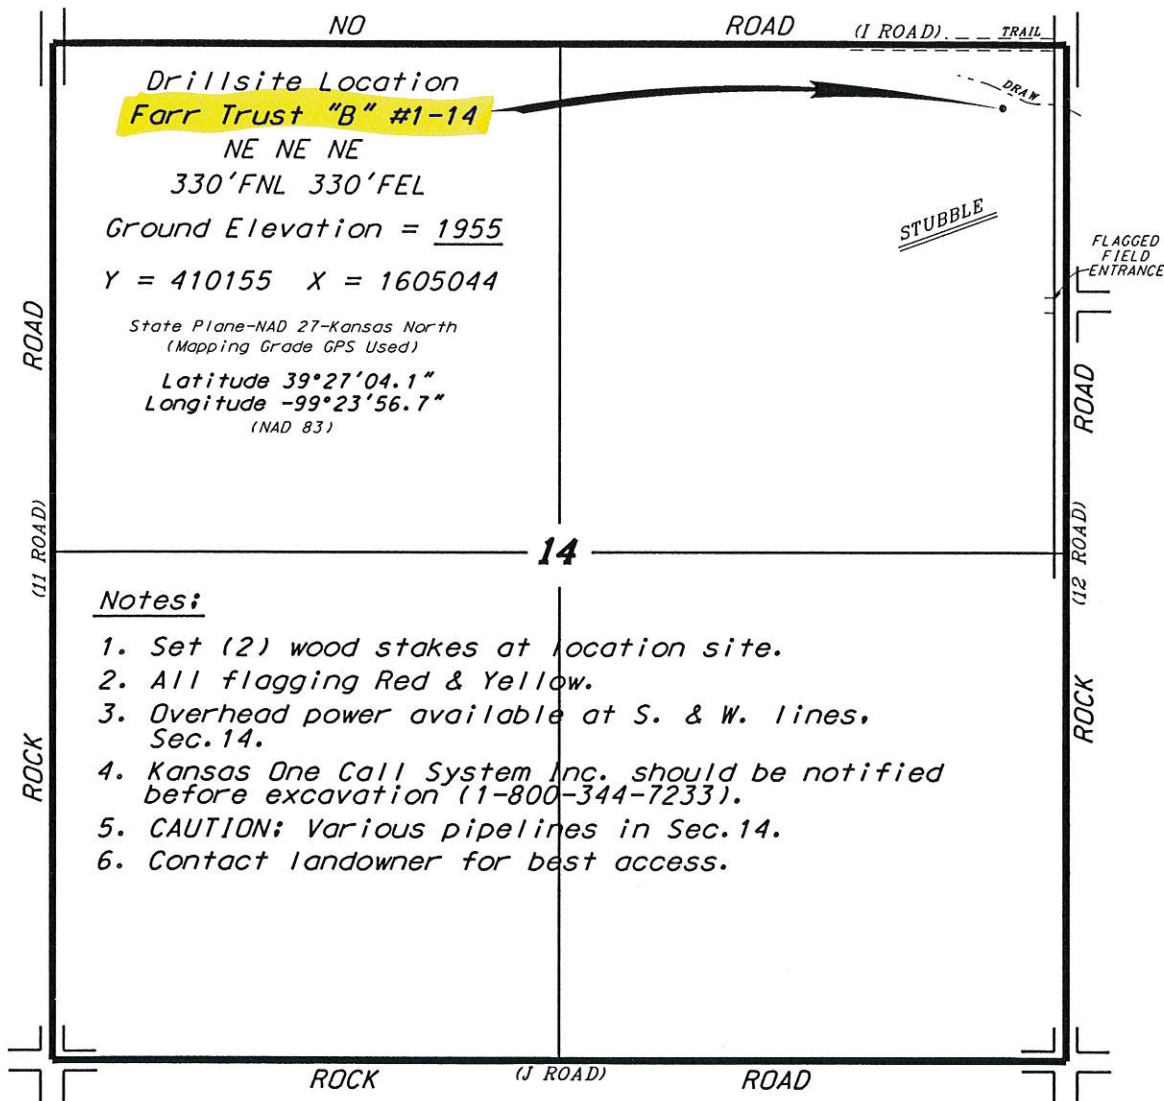 NO ROAD (I ROAD) TRAIL
Drillsite Location
Farr Trust "B" #1-14
NE NE NE
330'FNL 330'FEL
Ground Elevation = 1955
Y = 410155 X = 1605044
State Plane-NAD 27-Kansas North
(Mapping Grade GPS Used)
Latitude 39°27'04.1"
Longitude -99°23'56.7"
(NAD 83)
DRAW
STUBBLE
FLAGGED
FIELD
ENTRANCE
ROAD
(11 ROAD)
ROCK
ROAD
(12 ROAD)
ROCK
14
Notes:
1. Set (2) wood stakes at location site.
2. All flagging Red & Yellow.
3. Overhead power available at S. & W. lines,
Sec.14.
4. Kansas One Call System Inc. should be notified
before excavation (1-800-344-7233).
5. CAUTION: Various pipelines in Sec.14.
6. Contact landowner for best access.
ROCK (J ROAD) ROAD